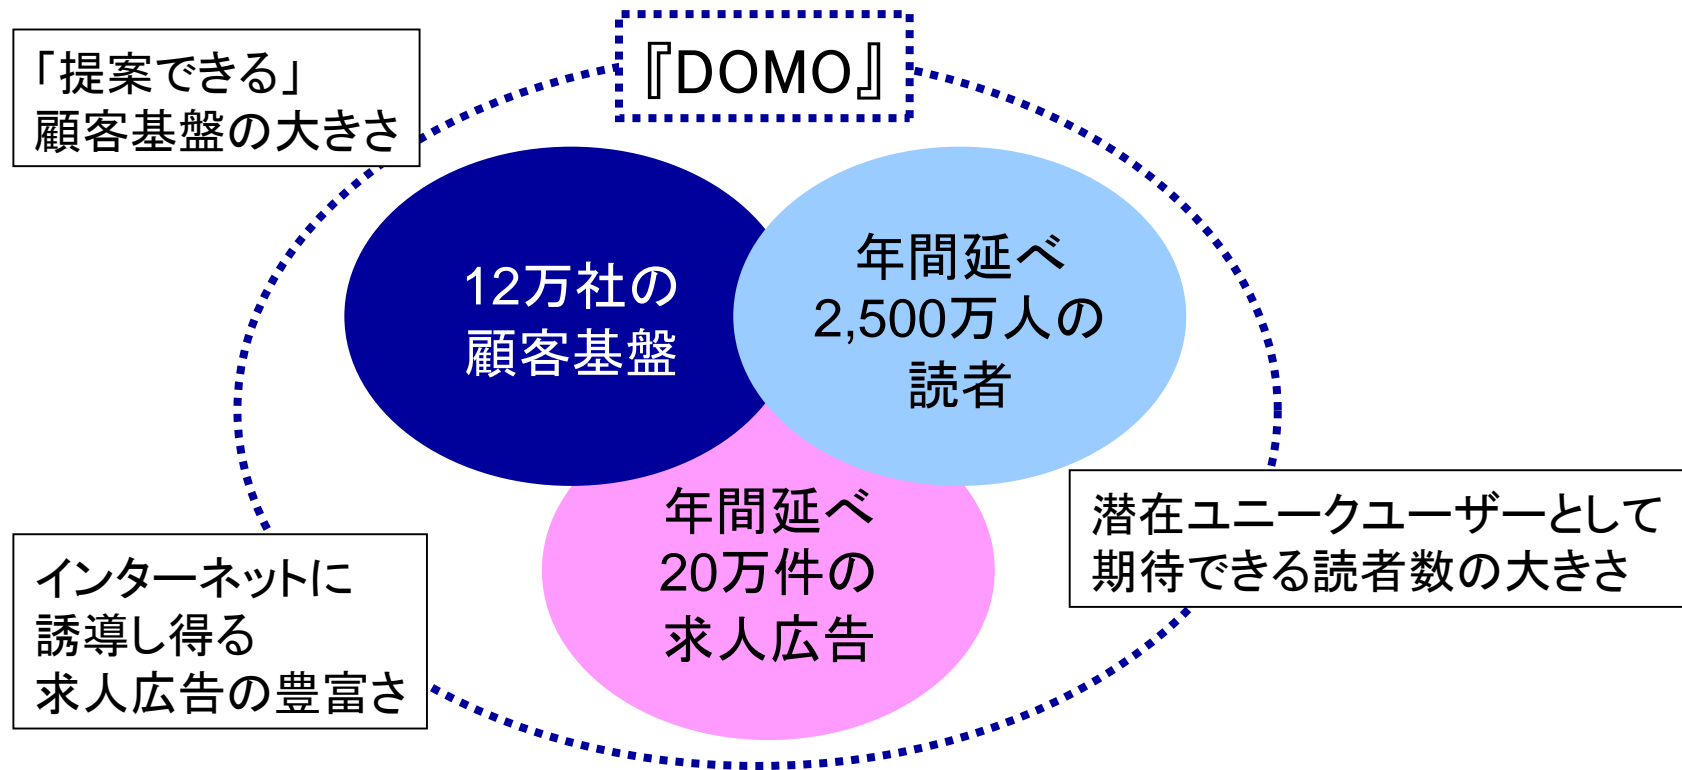 『DOMO』
「提案できる」
顧客基盤の大きさ
12万社の
顧客基盤
年間延べ
2,500万人の
読者
年間延べ
20万件の
求人広告
潜在ユニークユーザーとして
期待できる読者数の大きさ
インターネットに
誘導し得る
求人広告の豊富さ